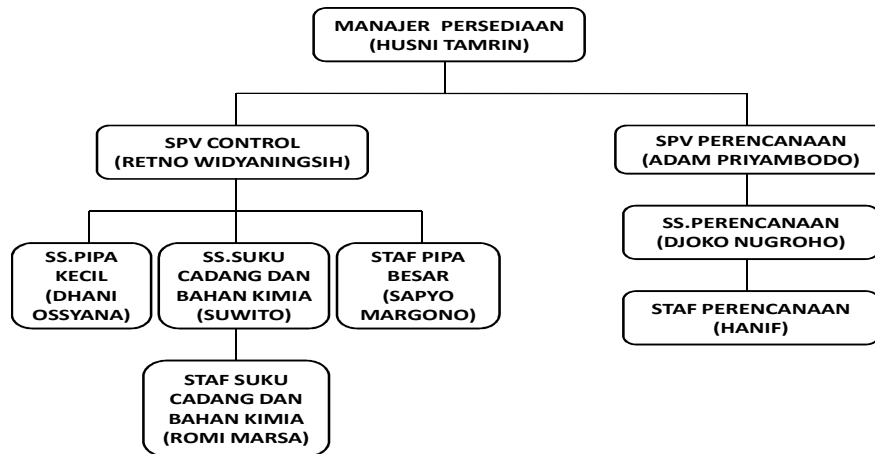 MANAJER PERSEDIAAN
(HUSNI TAMRIN)
SPV CONTROL
(RETNO WIDYANINGSIH)
SPV PERENCANAAN
(ADAM PRIYAMBODO)
SS.PIPA
KECIL
(DHANI
OSSYANA)
SS.SUKU
CADANG DAN
BAHAN KIMIA
(SUWITO)
STAF PIPA
BESAR
(SAPYO
MARGONO)
SS.PERENCANAAN
(DJOKO NUGROHO)
STAF PERENCANAAN
(HANIF)
STAF SUKU
CADANG DAN
BAHAN KIMIA
(ROMI MARSA)